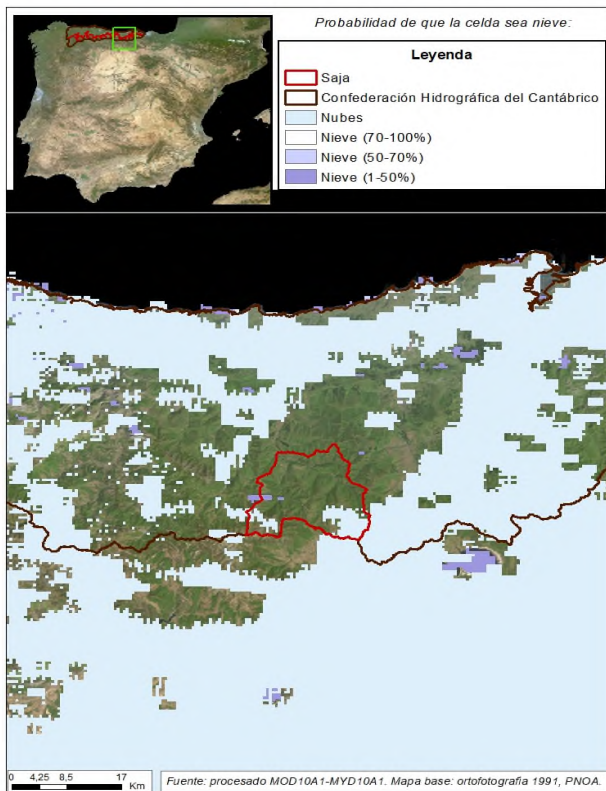 Probabilidad de que la celda sea nieve:
Leyenda
Saja
Confederación Hidrográfica del Cantábrico
Nubes
Nieve (70-100%)
Nieve (50-70%)
Nieve (1-50%)
0 4,25 8,5 17
Km
Fuente: procesado MOD10A1-MYD10A1. Mapa base: ortofotografia 1991, PNOA.